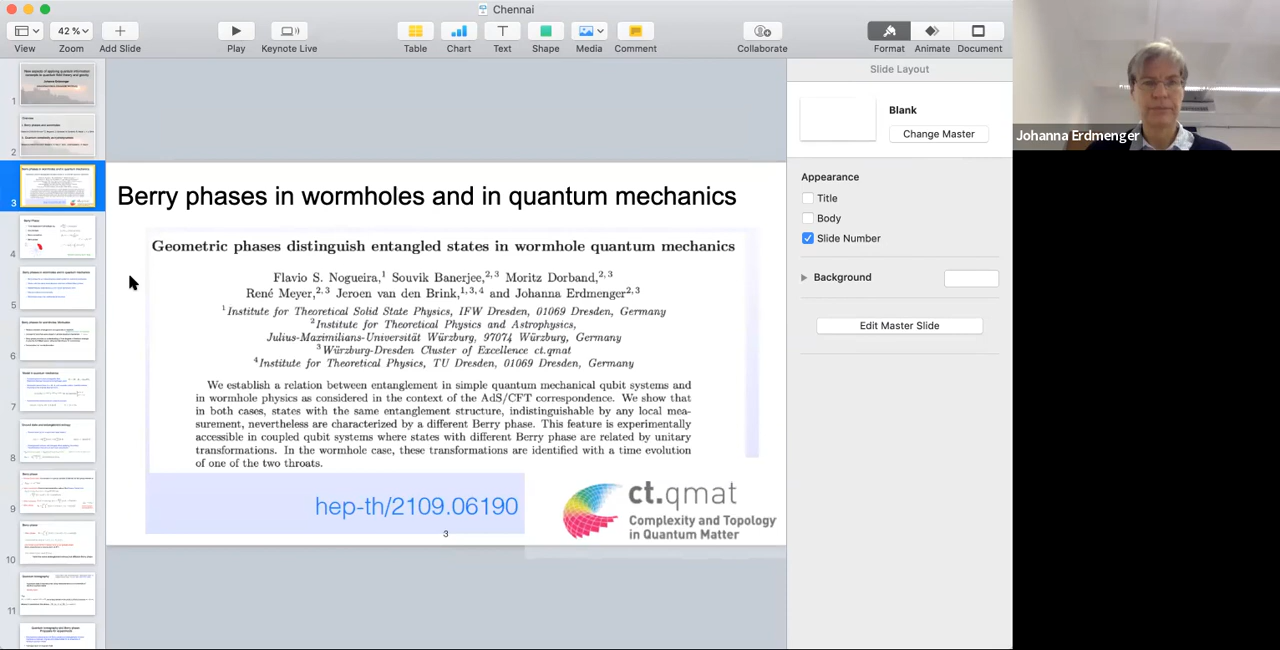 Chennai
View
42 %
Zoom
Add Slide
Play
Keynote Live
Table
Chart
Text
Shape
Media
Comment
Collaborate
Format
Animate
Document
Slide Layout
Blank
Change Master
Appearance
Title
Body
Slide Number
Background
Edit Master Slide
Johanna Erdmenger
1
2
3
4
5
6
7
8
9
10
11
Berry phases in wormholes and in quantum mechanics
Geometric phases distinguish entangled states in wormhole quantum mechanics
Flavio S. Nogueira,1 Souvik Banerjee, Moritz Dorband,2, 3
René Meyer, Jeroen van den Brink, and Johanna Erdmenger2, 3
1Institute for Theoretical Solid State Physics, IFW Dresden, 01069 Dresden, Germany
2Institute for Theoretical Physics and Astrophysics,
Julius-Maximilians-Universität Würzburg, Würzburg, Germany
3Würzburg-Dresden Cluster of Excellence ct.qmat
4Institute for Theoretical Physics, TU Dresden, 01069 Dresden, Germany
We establish a relation between entanglement in simple quantum mechanical qubit systems and
in wormhole physics as considered in the context of the AdS/CFT correspondence. We show that
in both cases, states with the same entanglement structure, indistinguishable by any local mea-
surement, nevertheless are characterized by a different Berry phase. This feature is experimentally
accessible in coupled spin systems where states with different Berry phase are related by unitary
transformations. In the wormhole case, these transformations are identified with a time evolution
of one of the two throats.
hep-th/2109.06190
ct.qmat
Complexity and Topology
in Quantum Matter
3